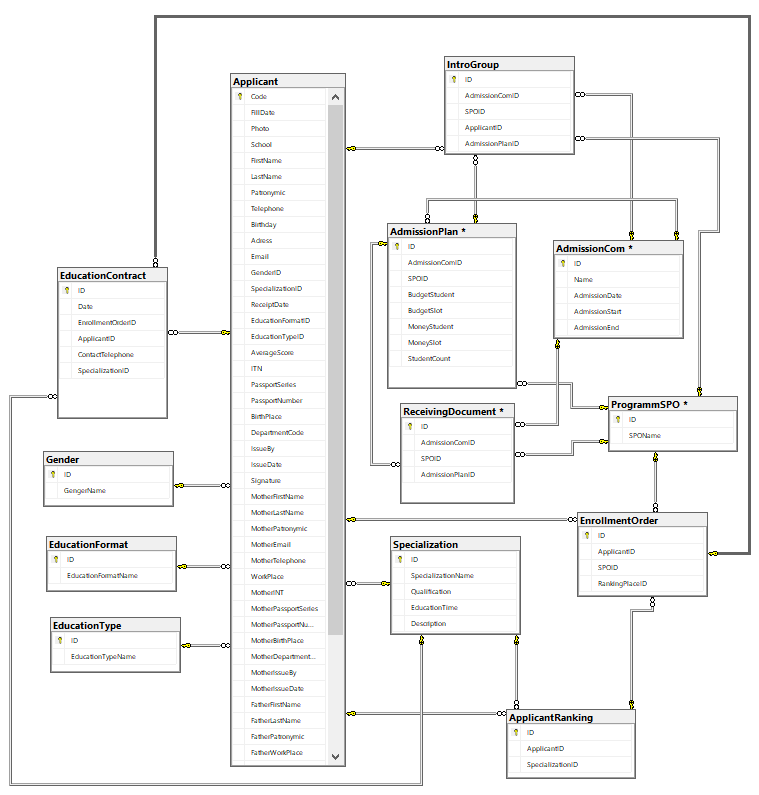 IntroGroup
ID
AdmissionComID
SPOID
ApplicantID
AdmissionPlanID
Applicant
Code
FillDate
Photo
School
FirstName
LastName
Patronymic
Telephone
Birthday
Adress
Email
GenderID
SpecializationID
ReceiptDate
EducationFormatID
EducationTypeID
AverageScore
ITN
PassportSeries
PassportNumber
BirthPlace
DepartmentCode
IssueBy
IssueDate
Signature
MotherFirstName
MotherLastName
MotherPatronymic
MotherEmail
MotherTelephone
WorkPlace
MotherINT
MotherPassportSeries
MotherPassportNu...
MotherBirthPlace
MotherDepartment...
MotherIssueBy
MotherIssueDate
FatherFirstName
FatherLastName
FatherPatronymic
FatherWorkPlace
AdmissionPlan *
ID
AdmissionComID
SPOID
BudgetStudent
BudgetSlot
MoneyStudent
MoneySlot
StudentCount
AdmissionCom *
ID
Name
AdmissionDate
AdmissionStart
AdmissionEnd
EducationContract
ID
Date
EnrollmentOrderID
ApplicantID
ContactTelephone
SpecializationID
ReceivingDocument *
ID
AdmissionComID
SPOID
AdmissionPlanID
ProgrammSPO *
ID
SPOName
Gender
ID
GengerName
EnrollmentOrder
ID
ApplicantID
SPOID
RankingPlaceID
EducationFormat
ID
EducationFormatName
Specialization
ID
SpecializationName
Qualification
EducationTime
Description
EducationType
ID
EducationTypeName
ApplicantRanking
ID
ApplicantID
SpecializationID